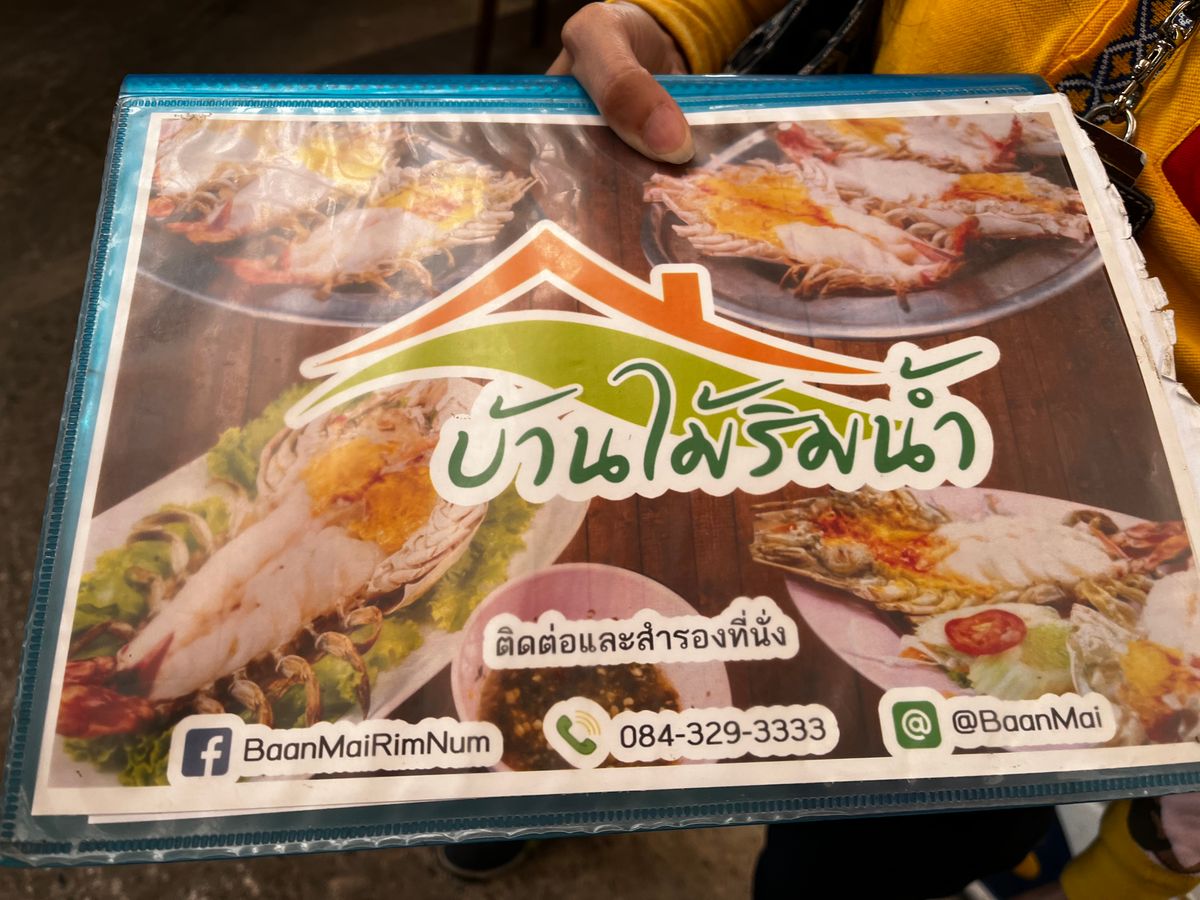 บ้านไม้ริมน้ำ
ติดต่อและสำรองที่นั่ง
BaanMaiRimNum
084-329-3333
@BaanMai